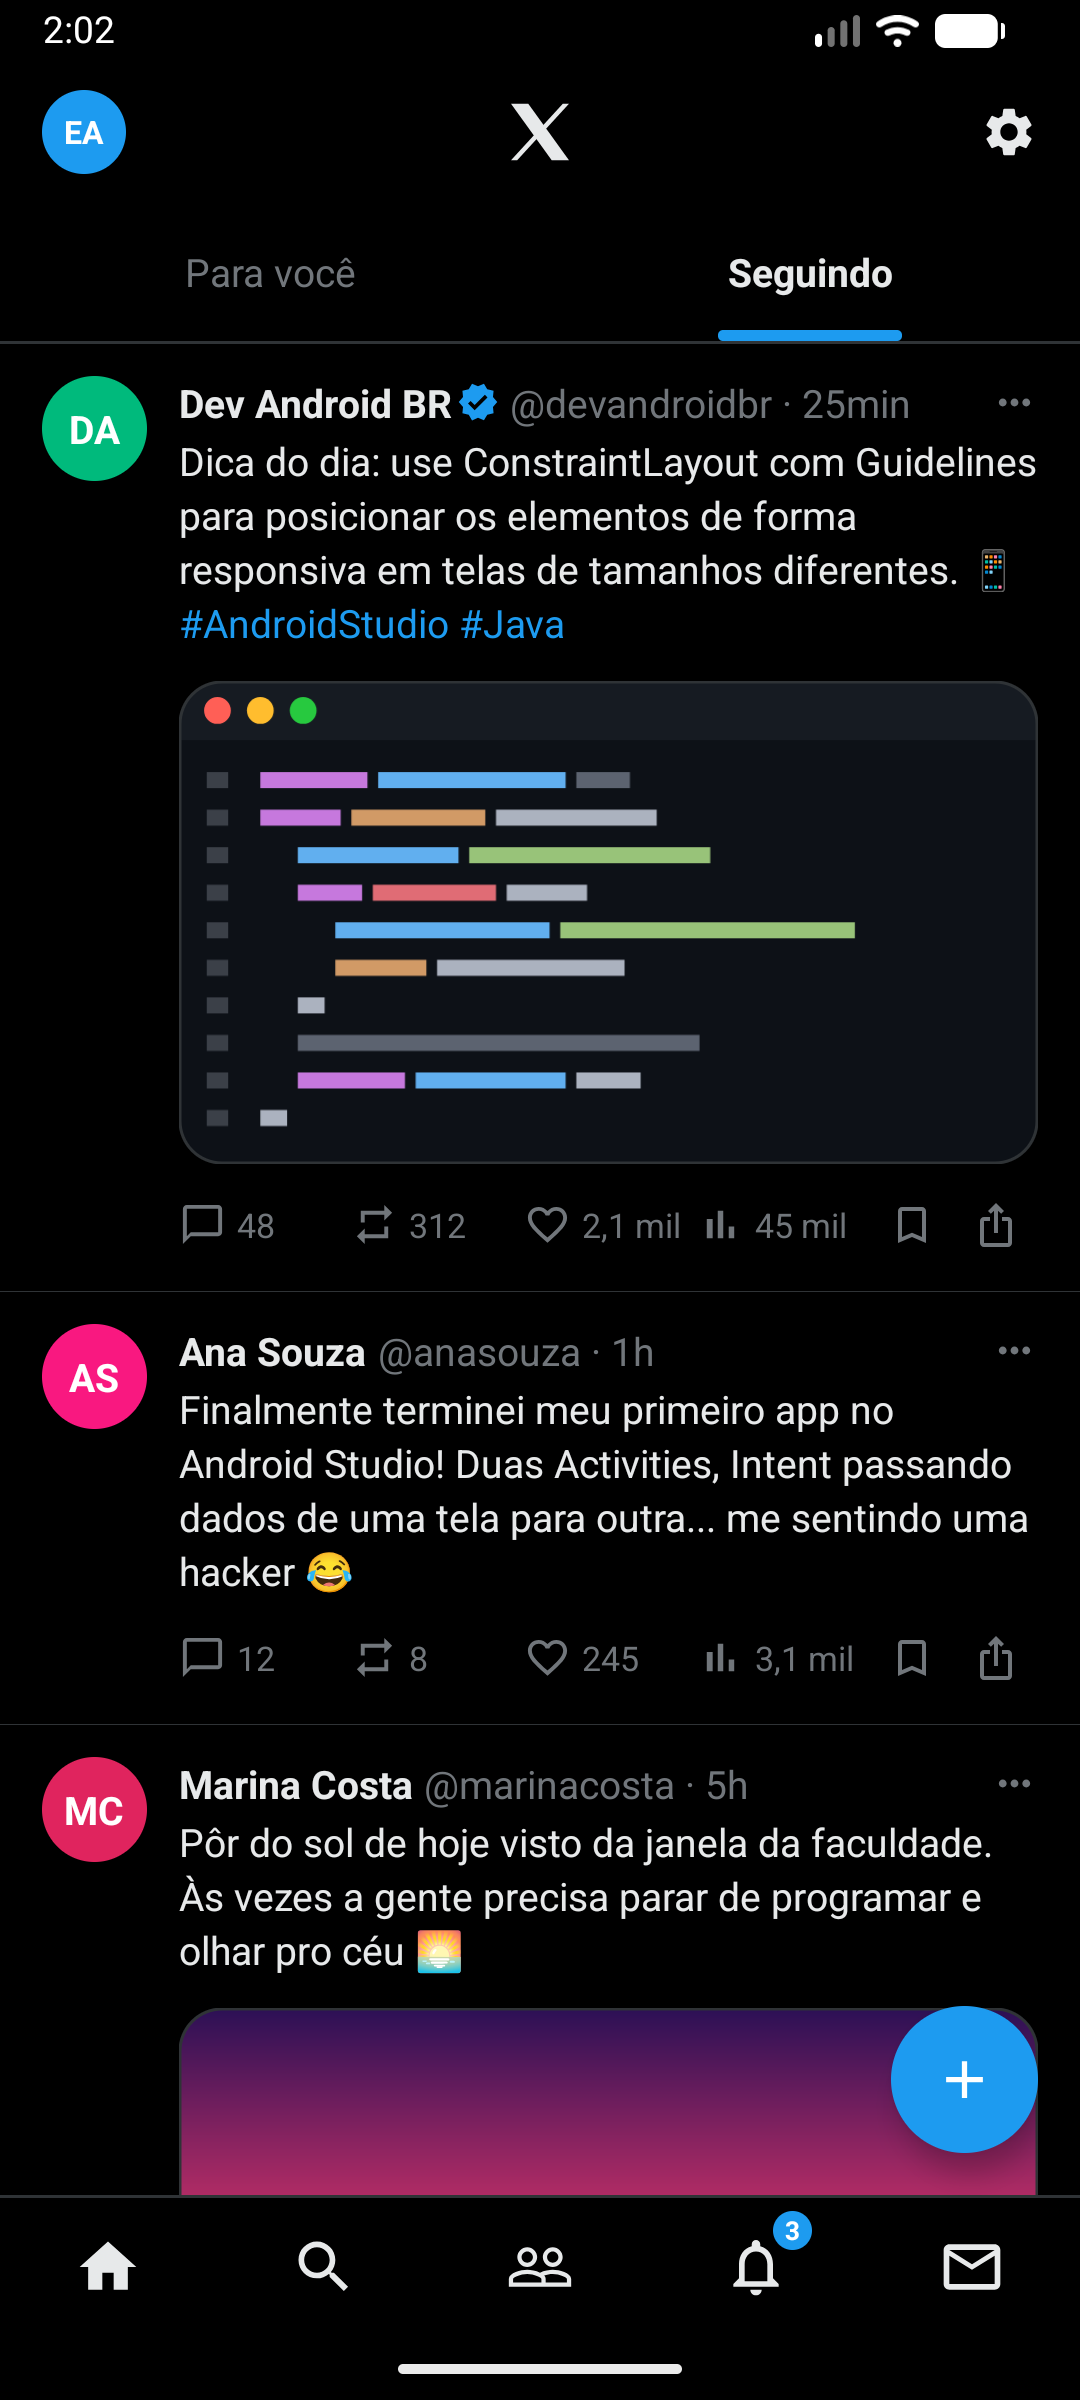 2:02
EA
Para você
Seguindo
DA
Dev Android BR @devandroidbr · 25min
Dica do dia: use ConstraintLayout com Guidelines
para posicionar os elementos de forma
responsiva em telas de tamanhos diferentes. 📱
#AndroidStudio #Java
48 312 2,1 mil 45 mil
AS
Ana Souza @anasouza · 1h
Finalmente terminei meu primeiro app no
Android Studio! Duas Activities, Intent passando
dados de uma tela para outra... me sentindo uma
hacker 😂
12 8 245 3,1 mil
MC
Marina Costa @marinacosta · 5h
Pôr do sol de hoje visto da janela da faculdade.
Às vezes a gente precisa parar de programar e
olhar pro céu 🌅
3